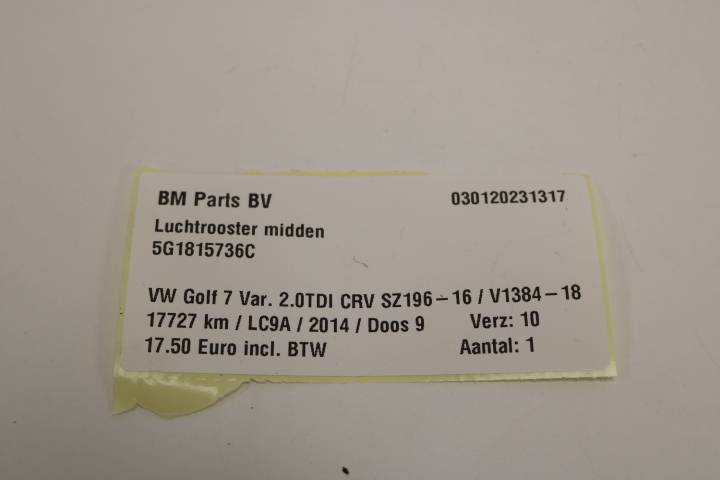 BM Parts BV 030120231317
Luchtrooster midden
5G1815736C
VW Golf 7 Var. 2.0TDI CRV SZ196-16 / V1384-18
17727 km / LC9A / 2014 / Doos 9 Verz: 10
17.50 Euro incl. BTW Aantal: 1